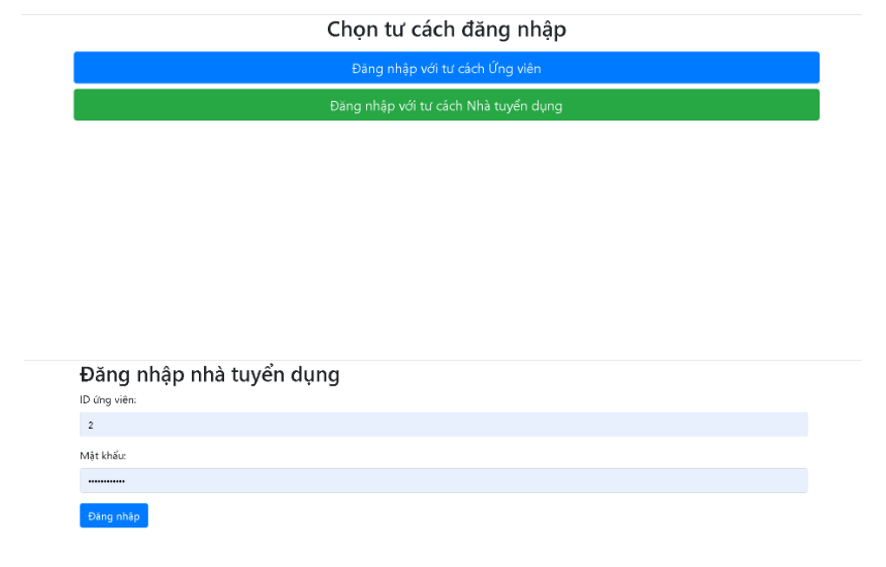 Chọn tư cách đăng nhập
Đăng nhập với tư cách Ứng viên
Đăng nhập với tư cách Nhà tuyển dụng
Đăng nhập nhà tuyển dụng
ID ứng viên:
2
Mật khẩu:
••••••••••••
Đăng nhập